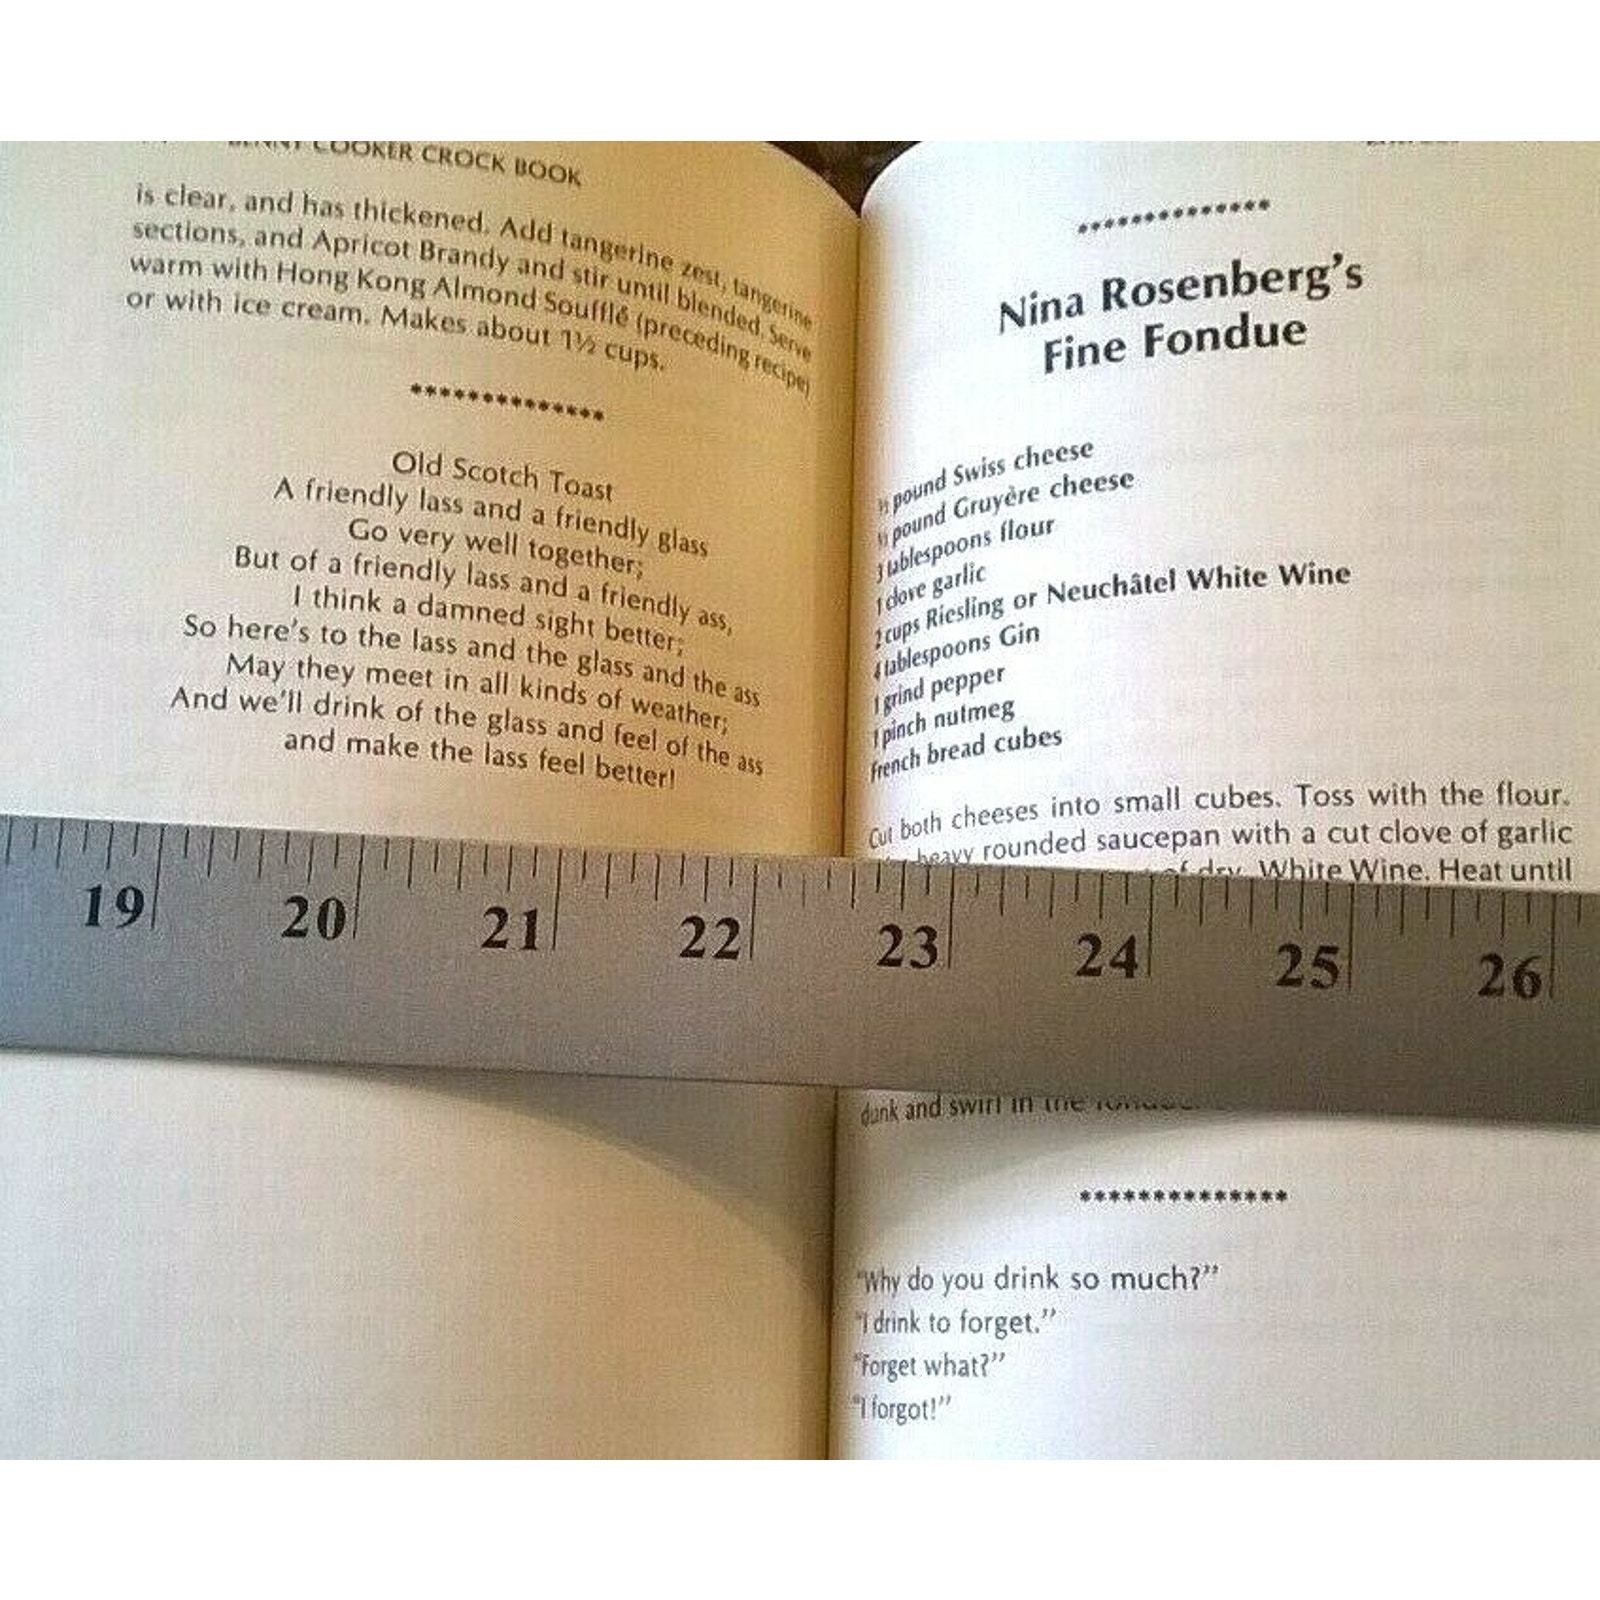 BENNY COOKER CROCK BOOK
is clear, and has thickened. Add tangerine zest, tangerine
sections, and Apricot Brandy and stir until blended. Serve
warm with Hong Kong Almond Soufflé (preceding recipe)
or with ice cream. Makes about 1½ cups.
**************
Old Scotch Toast
A friendly lass and a friendly glass
Go very well together;
But of a friendly lass and a friendly ass,
I think a damned sight better;
So here's to the lass and the glass and the ass
May they meet in all kinds of weather;
And we'll drink of the glass and feel of the ass
and make the lass feel better!
**************
Nina Rosenberg's
Fine Fondue
pound Swiss cheese
pound Gruyère cheese
3 tablespoons flour
1 clove garlic
2 cups Riesling or Neuchâtel White Wine
4 tablespoons Gin
1 grind pepper
1 pinch nutmeg
French bread cubes
Cut both cheeses into small cubes. Toss with the flour.
heavy rounded saucepan with a cut clove of garlic
of dry White Wine. Heat until
19 20 21 22 23 24 25 26
dunk and swirl in the fondue.
**************
"Why do you drink so much?"
"I drink to forget."
"Forget what?"
"I forgot!"